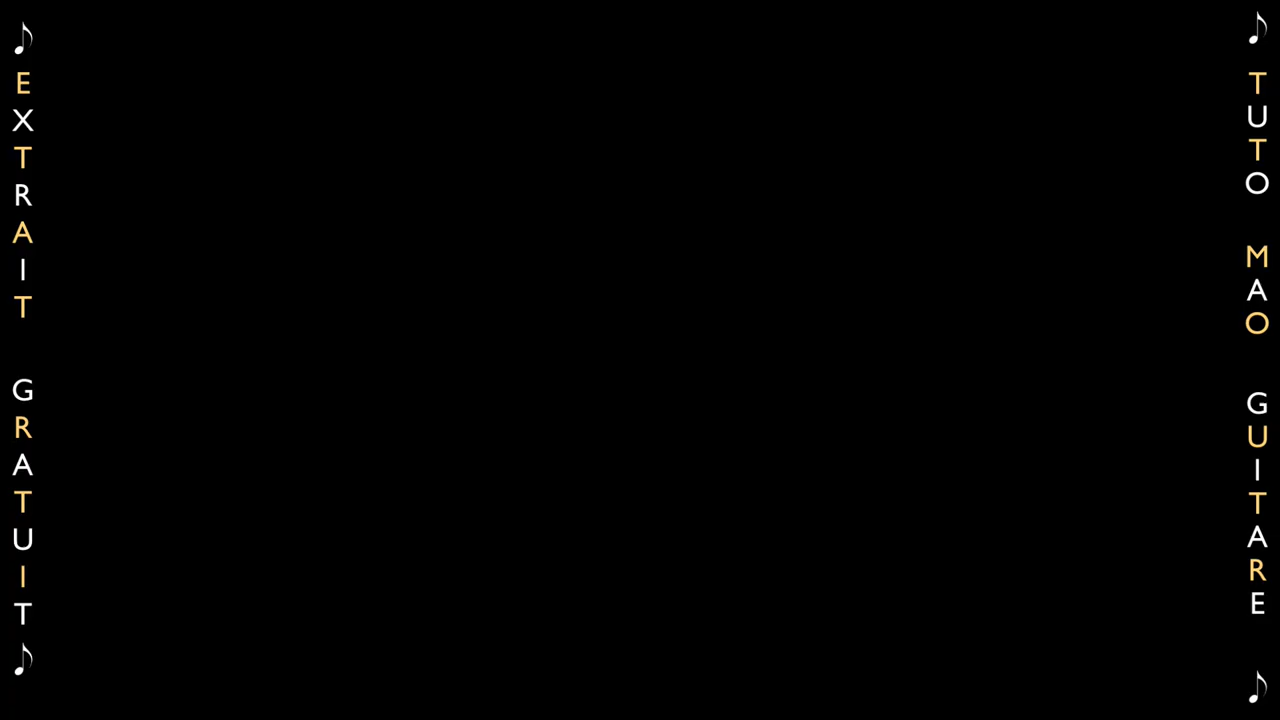 ♪ EXTRAIT GRATUIT ♪
♪ TUTO MAO GUITARE ♪